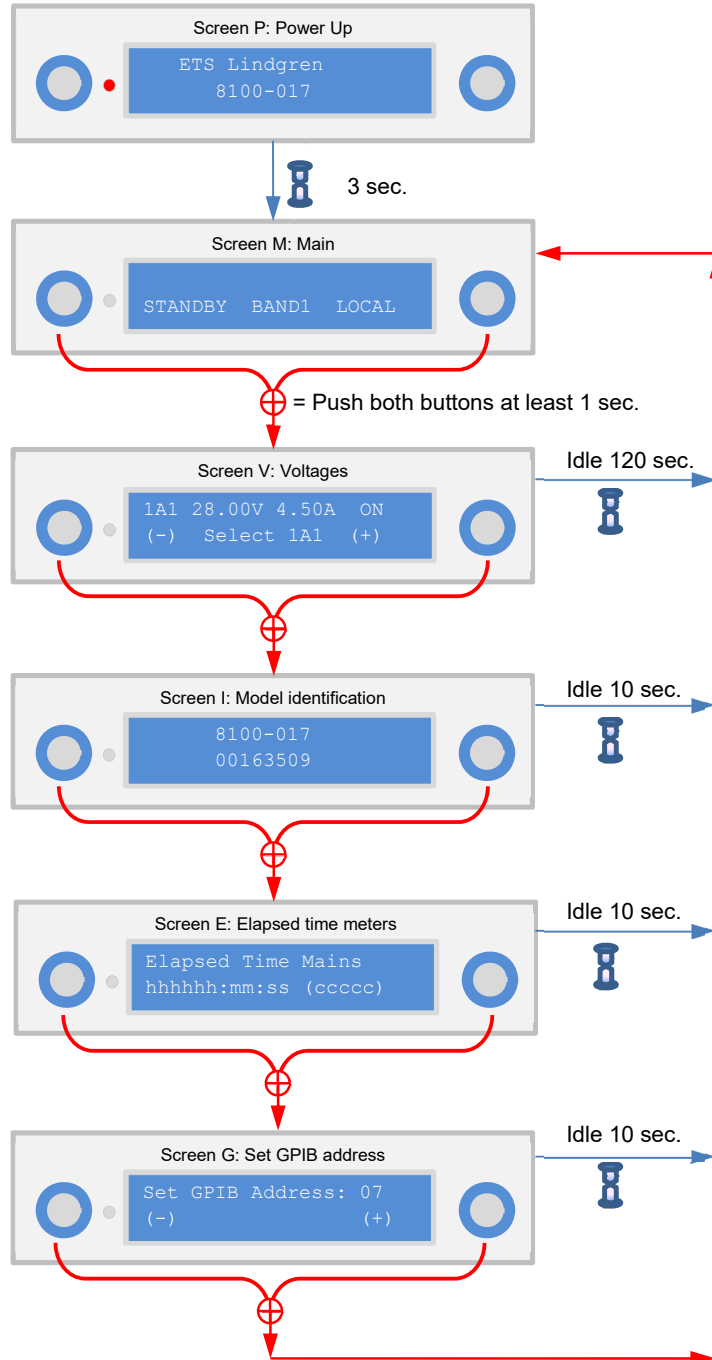 Screen P: Power Up
ETS Lindgren
8100-017
3 sec.
Screen M: Main
STANDBY BAND1 LOCAL
= Push both buttons at least 1 sec.
Screen V: Voltages
Idle 120 sec.
1A1 28.00V 4.50A ON
(-) Select 1A1 (+)
Screen I: Model identification
Idle 10 sec.
8100-017
00163509
Screen E: Elapsed time meters
Idle 10 sec.
Elapsed Time Mains
hhhhhh:mm:ss (ccccc)
Screen G: Set GPIB address
Idle 10 sec.
Set GPIB Address: 07
(-) (+)